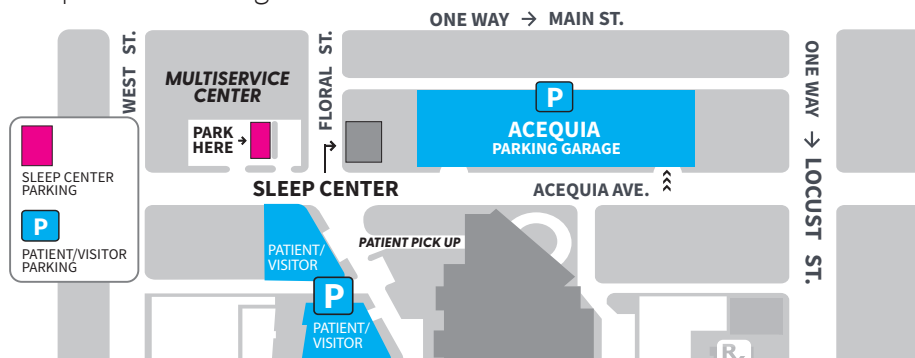 ONE WAY → MAIN ST.
WEST ST.
FLORAL ST.
ONE WAY → LOCUST ST.
MULTISERVICE
CENTER
PARK
HERE →
P
ACEQUIA
PARKING GARAGE
SLEEP CENTER
ACEQUIA AVE.
SLEEP CENTER
PARKING
P
PATIENT/VISITOR
PARKING
PATIENT/
VISITOR
PATIENT PICK UP
P
PATIENT/
VISITOR